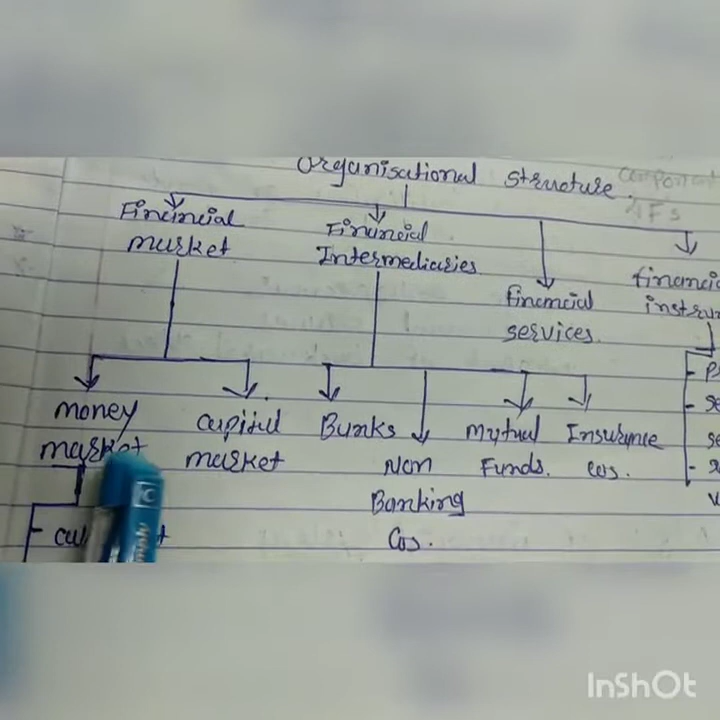 Organisational structure.
Financial
market
Financial
Intermediaries
financial
services.
money
market
capital
market
Banks
Non
Banking
Cos.
Mutual
Funds.
Insurance
cos.
InShOt